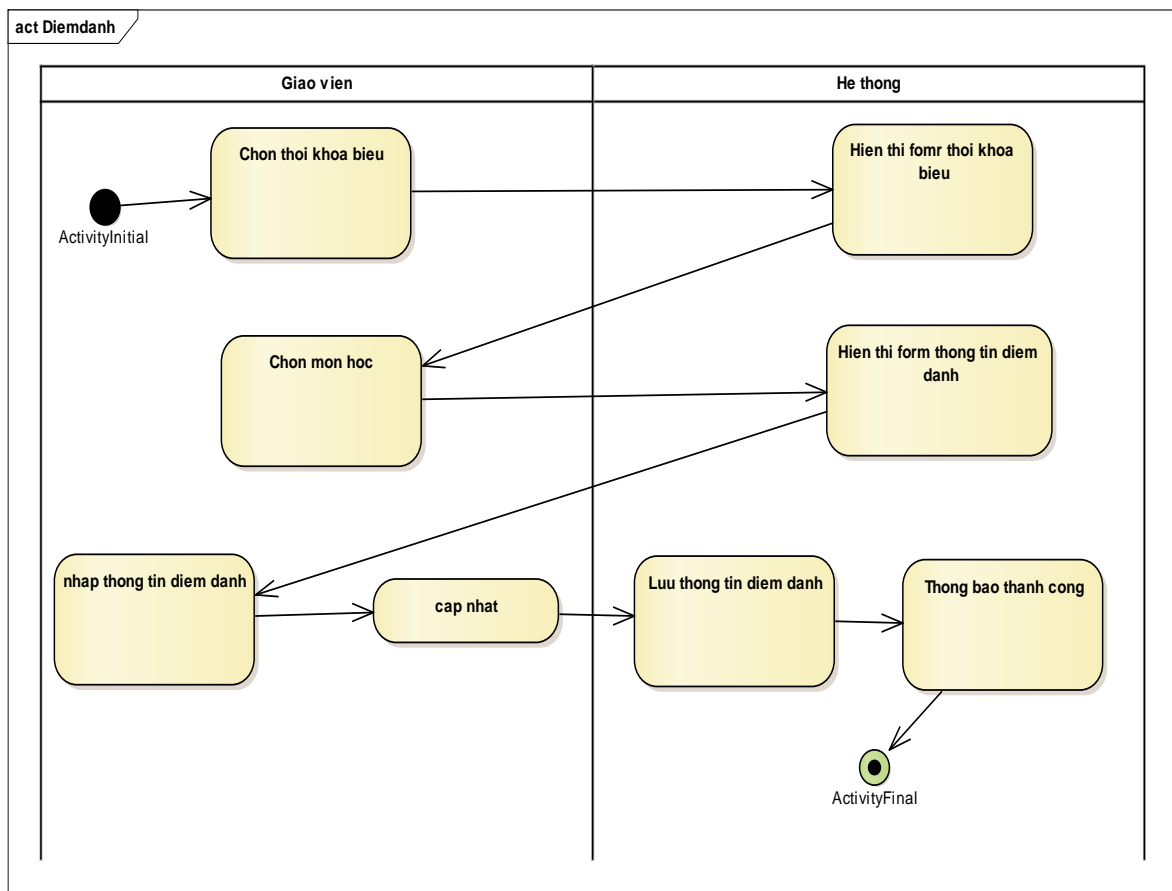 act Diemdanh
Giao vien
He thong
Chon thoi khoa bieu
Hien thi fomr thoi khoa
bieu
ActivityInitial
Chon mon hoc
Hien thi form thong tin diem
danh
nhap thong tin diem danh
cap nhat
Luu thong tin diem danh
Thong bao thanh cong
ActivityFinal